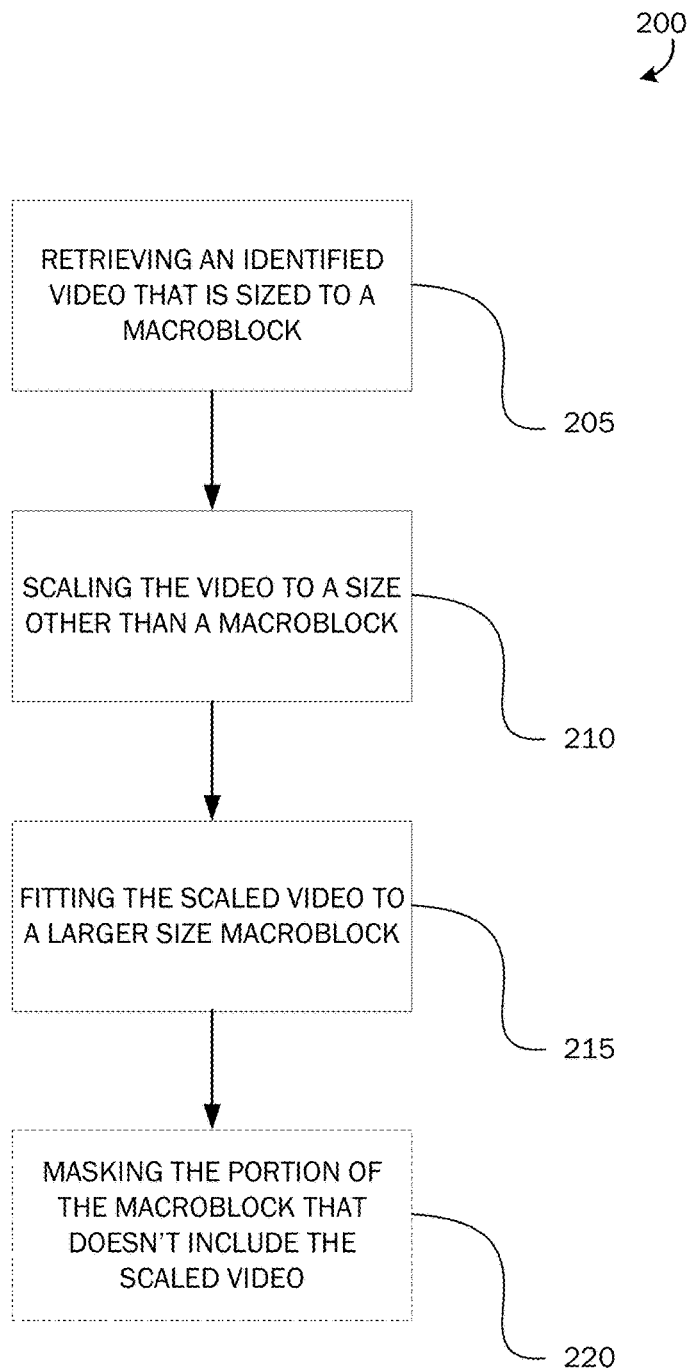 200
RETRIEVING AN IDENTIFIED
VIDEO THAT IS SIZED TO A
MACROBLOCK
205
SCALING THE VIDEO TO A SIZE
OTHER THAN A MACROBLOCK
210
FITTING THE SCALED VIDEO TO
A LARGER SIZE MACROBLOCK
215
MASKING THE PORTION OF
THE MACROBLOCK THAT
DOESN'T INCLUDE THE
SCALED VIDEO
220